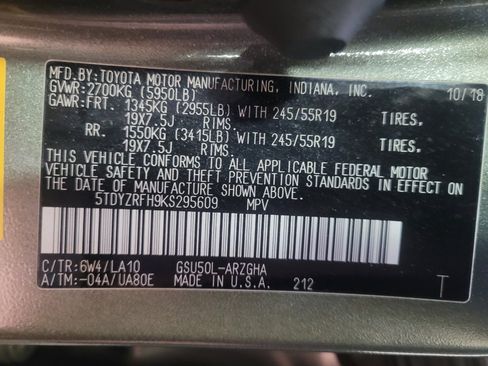 MFD.BY:TOYOTA MOTOR MANUFACTURING, INDIANA, INC. 10/18
GVWR:2700KG (5950LB)
GAWR:FRT. 1345KG (2955LB) WITH 245/55R19 TIRES.
19X7.5J RIMS.
RR. 1550KG (3415LB) WITH 245/55R19 TIRES.
19X7.5J RIMS.
THIS VEHICLE CONFORMS TO ALL APPLICABLE FEDERAL MOTOR
VEHICLE SAFETY AND THEFT PREVENTION STANDARDS IN EFFECT
ON THE DATE OF MANUFACTURE SHOWN ABOVE.
5TDYZRFH9KS295609 MPV
C/TR:6W4/LA10 GSU50L-ARZGHA
A/TM:-04A/UA80E MADE IN U.S.A. 212 T